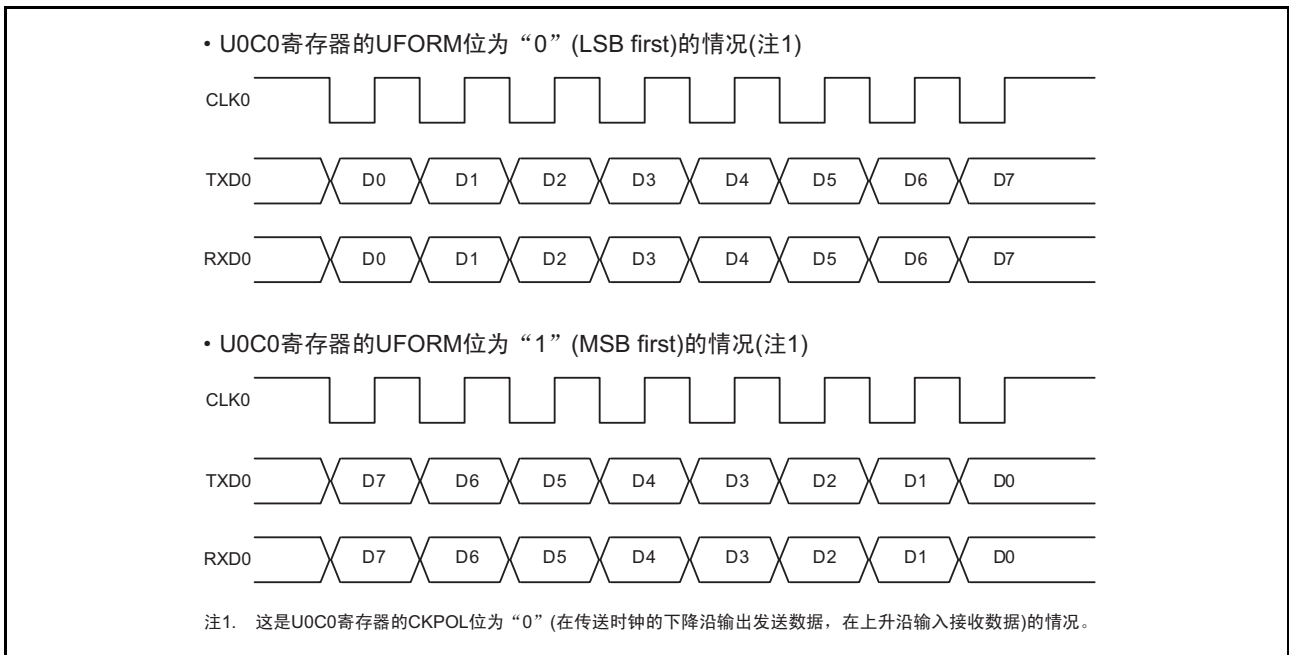 • U0C0寄存器的UFORM位为“0”(LSB first)的情况(注1)
CLK0
TXD0 D0 D1 D2 D3 D4 D5 D6 D7
RXD0 D0 D1 D2 D3 D4 D5 D6 D7
• U0C0寄存器的UFORM位为“1”(MSB first)的情况(注1)
CLK0
TXD0 D7 D6 D5 D4 D3 D2 D1 D0
RXD0 D7 D6 D5 D4 D3 D2 D1 D0
注1. 这是U0C0寄存器的CKPOL位为“0”(在传送时钟的下降沿输出发送数据，在上升沿输入接收数据)的情况。